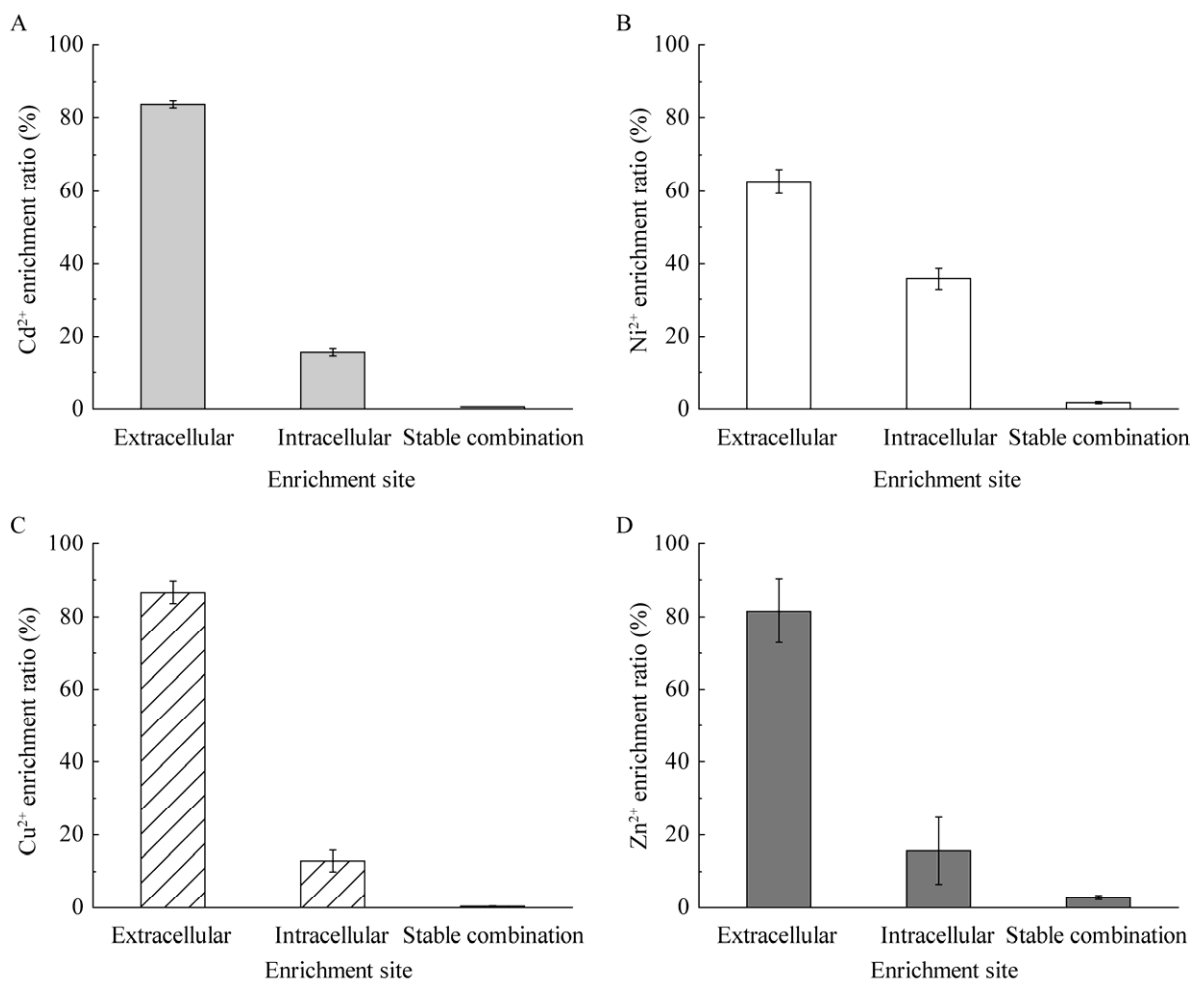 A
Cd²⁺ enrichment ratio (%)
100
80
60
40
20
0
Extracellular Intracellular Stable combination
Enrichment site
B
Ni²⁺ enrichment ratio (%)
100
80
60
40
20
0
Extracellular Intracellular Stable combination
Enrichment site
C
Cu²⁺ enrichment ratio (%)
100
80
60
40
20
0
Extracellular Intracellular Stable combination
Enrichment site
D
Zn²⁺ enrichment ratio (%)
100
80
60
40
20
0
Extracellular Intracellular Stable combination
Enrichment site